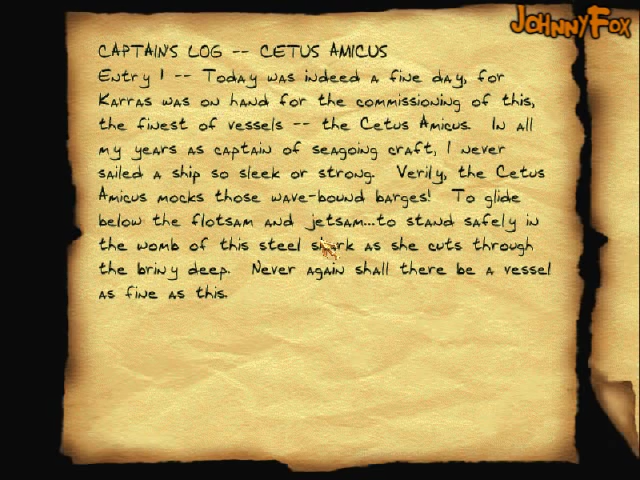 JohnnyFox
CAPTAIN'S LOG -- CETUS AMICUS
Entry 1 -- Today was indeed a fine day, for
Karras was on hand for the commissioning of this,
the finest of vessels -- the Cetus Amicus. In all
my years as captain of seagoing craft, I never
sailed a ship so sleek or strong. Verily, the Cetus
Amicus mocks those wave-bound barges! To glide
below the flotsam and jetsam...to stand safely in
the womb of this steel shark as she cuts through
the briny deep. Never again shall there be a vessel
as fine as this.